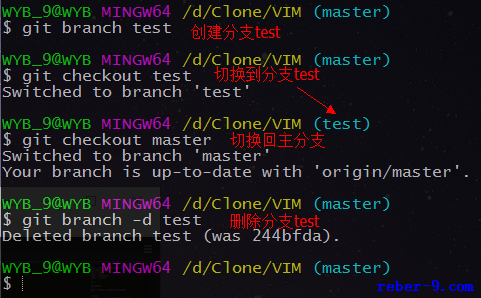 WYB_9@WYB MINGW64 /d/Clone/VIM (master)
$ git branch test 创建分支test
WYB_9@WYB MINGW64 /d/Clone/VIM (master)
$ git checkout test 切换到分支test
Switched to branch 'test'
WYB_9@WYB MINGW64 /d/Clone/VIM (test)
$ git checkout master 切换回主分支
Switched to branch 'master'
Your branch is up-to-date with 'origin/master'.
WYB_9@WYB MINGW64 /d/Clone/VIM (master)
$ git branch -d test 删除分支test
Deleted branch test (was 244bfda).
WYB_9@WYB MINGW64 /d/Clone/VIM (master)
$
reber-9.com